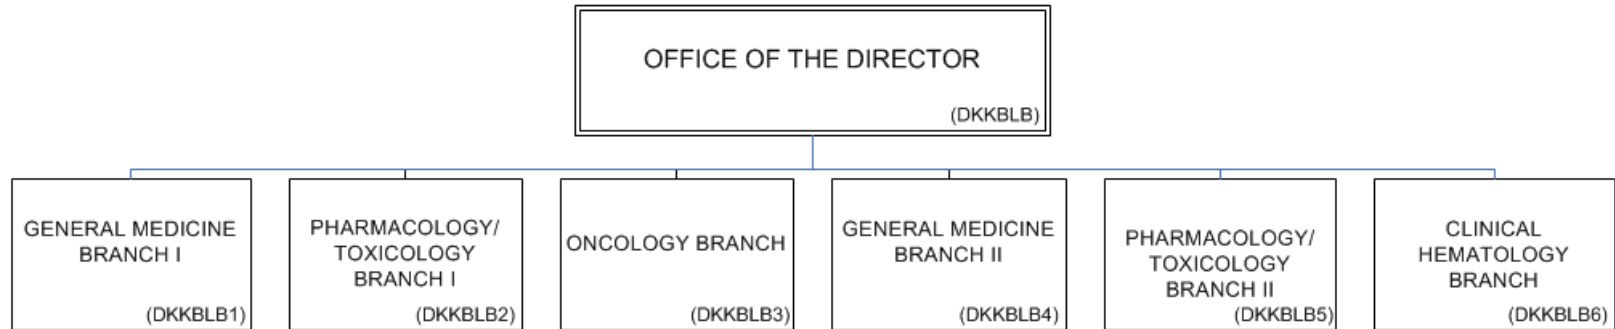 OFFICE OF THE DIRECTOR
(DKKBLB)
GENERAL MEDICINE
BRANCH I
(DKKBLB1)
PHARMACOLOGY/
TOXICOLOGY
BRANCH I
(DKKBLB2)
ONCOLOGY BRANCH
(DKKBLB3)
GENERAL MEDICINE
BRANCH II
(DKKBLB4)
PHARMACOLOGY/
TOXICOLOGY
BRANCH II
(DKKBLB5)
CLINICAL
HEMATOLOGY
BRANCH
(DKKBLB6)